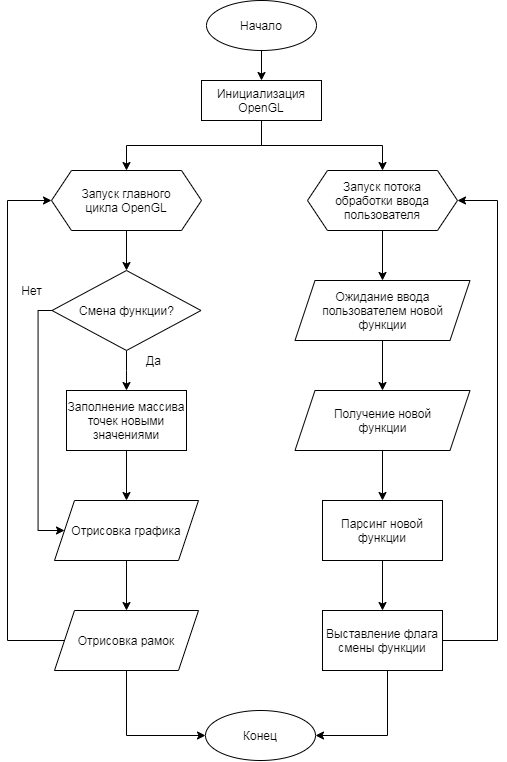 Начало
Инициализация
OpenGL
Запуск главного
цикла OpenGL
Запуск потока
обработки ввода
пользователя
Нет
Смена функции?
Ожидание ввода
пользователем новой
функции
Да
Заполнение массива
точек новыми
значениями
Получение новой
функции
Отрисовка графика
Парсинг новой
функции
Отрисовка рамок
Выставление флага
смены функции
Конец